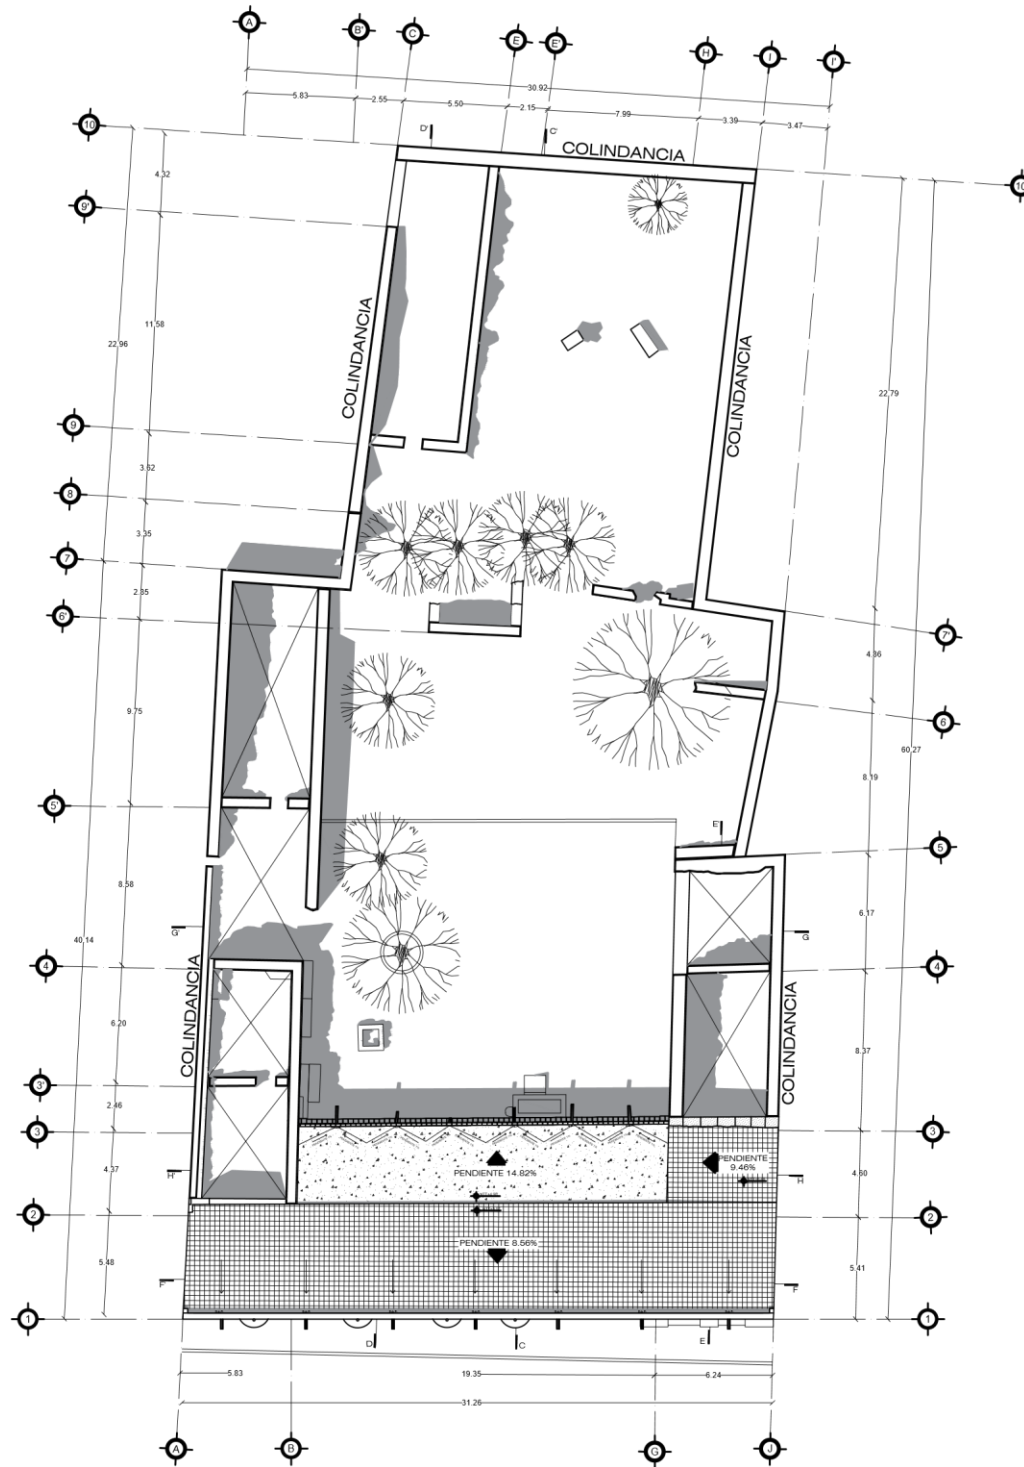 A
B'
C
E
E'
H
I
I'
30.92
5.83
2.55
5.50
2.15
7.99
3.39
3.47
10
D'
C'
COLINDANCIA
4.32
10
9'
COLINDANCIA
11.58
22.96
COLINDANCIA
22.79
9
3.62
8
3.35
7
2.35
6'
7'
4.36
9.75
6
60.27
8.19
5'
E'
5
8.58
6.17
G'
G
40.14
4
4
COLINDANCIA
COLINDANCIA
6.20
8.37
3'
2.46
3
3
PENDIENTE 14.82%
PENDIENTE
9.46%
4.37
H'
H
4.60
2
2
PENDIENTE 8.56%
5.48
5.41
F'
F
1
1
D
C
E
5.83
19.35
6.24
31.26
A
B
G
J